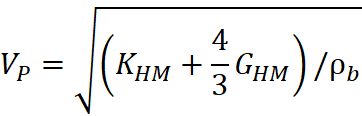 V_P = √((K_HM + 4/3 G_HM) / ρ_b)